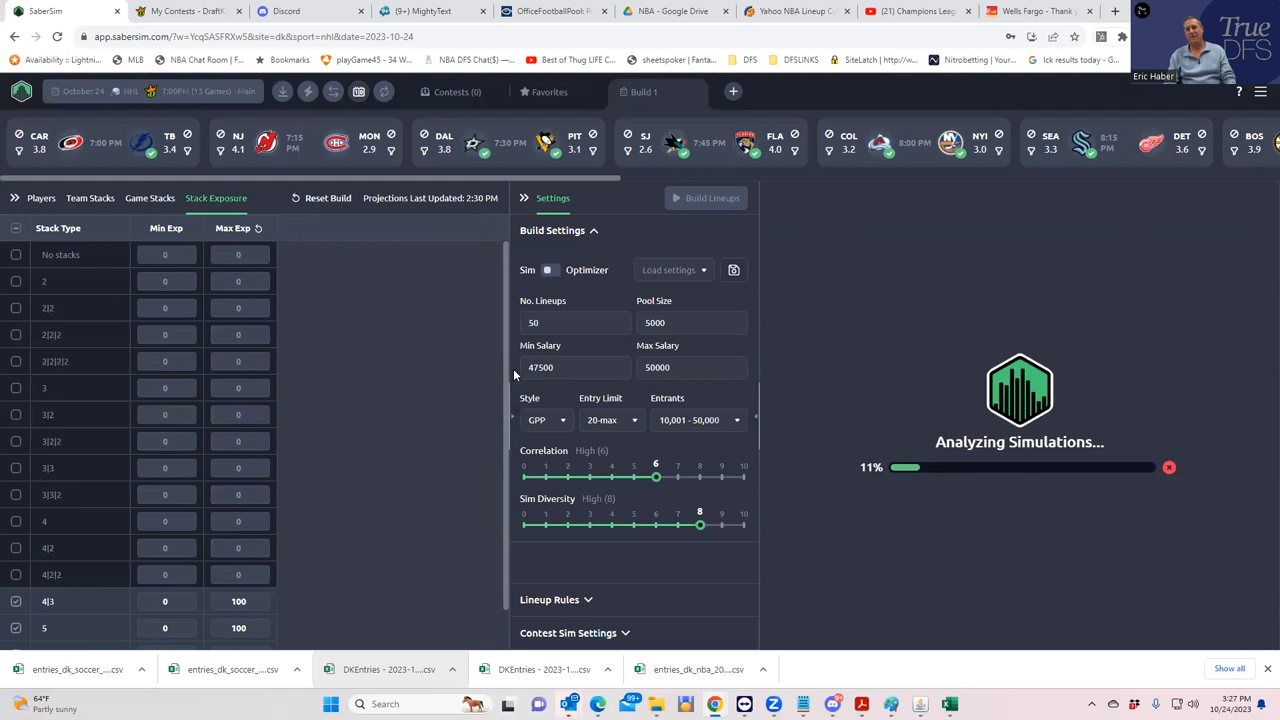 SaberSim
My Contests - DraftK
Discord
(9+) MightyText
OfficeFootballPool: P
NBA - Google Drive
Yahoo NBA Lineup C
(21) Champions Lea
Wells Fargo - Meetin
app.sabersim.com/?w=YcqSASFRXw5&site=dk&sport=nhl&date=2023-10-24
Availability :: Lightnin...
MLB
NBA Chat Room | F...
Bookmarks
playGame45 - 34 W...
NBA DFS Chat($) —...
Best of Thug LIFE C...
sheetspoker | Fanta...
DFS
DFSLINKS
SiteLatch | http://w...
Nitrobetting | Your...
Ick results today - G...
True
DFS
Eric Haber
October 24
NHL
7:00PM (13 Games) - Main
Contests (0)
Favorites
Build 1
CAR
3.8
7:00 PM
TB
3.4
NJ
4.1
7:15 PM
MON
2.9
DAL
3.8
7:30 PM
PIT
3.1
SJ
2.6
7:45 PM
FLA
4.0
COL
3.2
8:00 PM
NYI
3.0
SEA
3.3
8:15 PM
DET
3.6
BOS
3.9
Players
Team Stacks
Game Stacks
Stack Exposure
Reset Build
Projections Last Updated: 2:30 PM
Settings
Build Lineups
Stack Type
Min Exp
Max Exp
No stacks 0 0
2 0 0
2|2 0 0
2|2|2 0 0
2|2|2|2 0 0
3 0 0
3|2 0 0
3|2|2 0 0
3|3 0 0
3|3|2 0 0
4 0 0
4|2 0 0
4|2|2 0 0
4|3 0 100
5 0 100
Build Settings
Sim
Optimizer
Load settings
No. Lineups
Pool Size
50
5000
Min Salary
Max Salary
47500
50000
Style
Entry Limit
Entrants
GPP
20-max
10,001 - 50,000
Correlation High (6)
6
0 1 2 3 4 5 6 7 8 9 10
Sim Diversity High (8)
8
0 1 2 3 4 5 6 7 8 9 10
Lineup Rules
Contest Sim Settings
Analyzing Simulations...
11%
entries_dk_soccer_....csv
entries_dk_soccer_....csv
DKEntries - 2023-1....csv
DKEntries - 2023-1....csv
entries_dk_nba_20....csv
Show all
64°F
Partly sunny
Search
99+
3:27 PM
10/24/2023